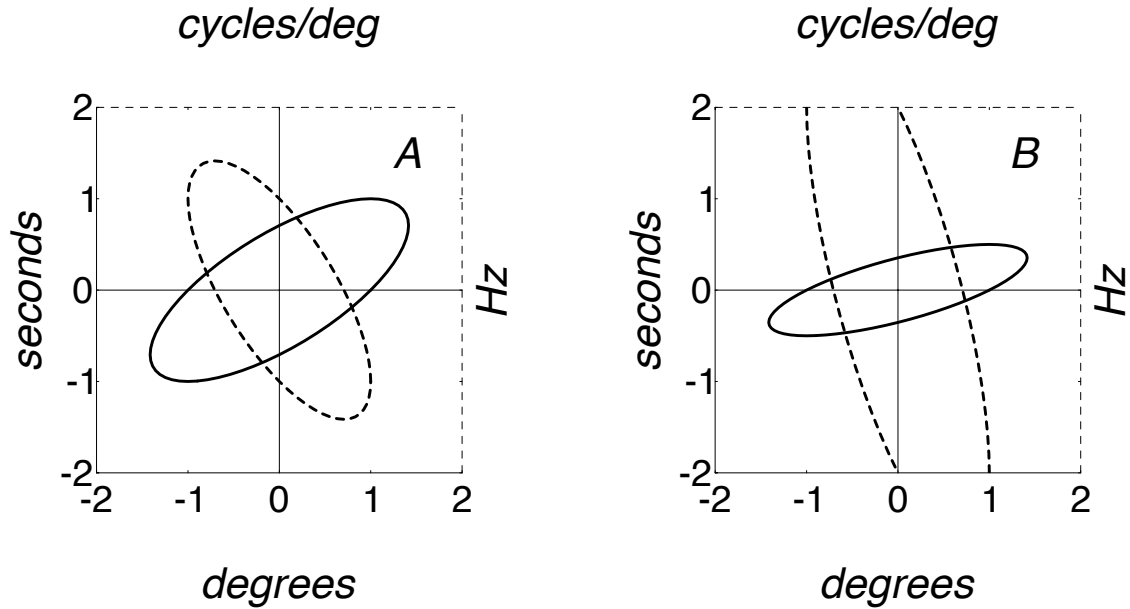 cycles/deg
2
1
0
-1
-2
seconds
A
Hz
-2 -1 0 1 2
degrees
cycles/deg
2
1
0
-1
-2
seconds
B
Hz
-2 -1 0 1 2
degrees